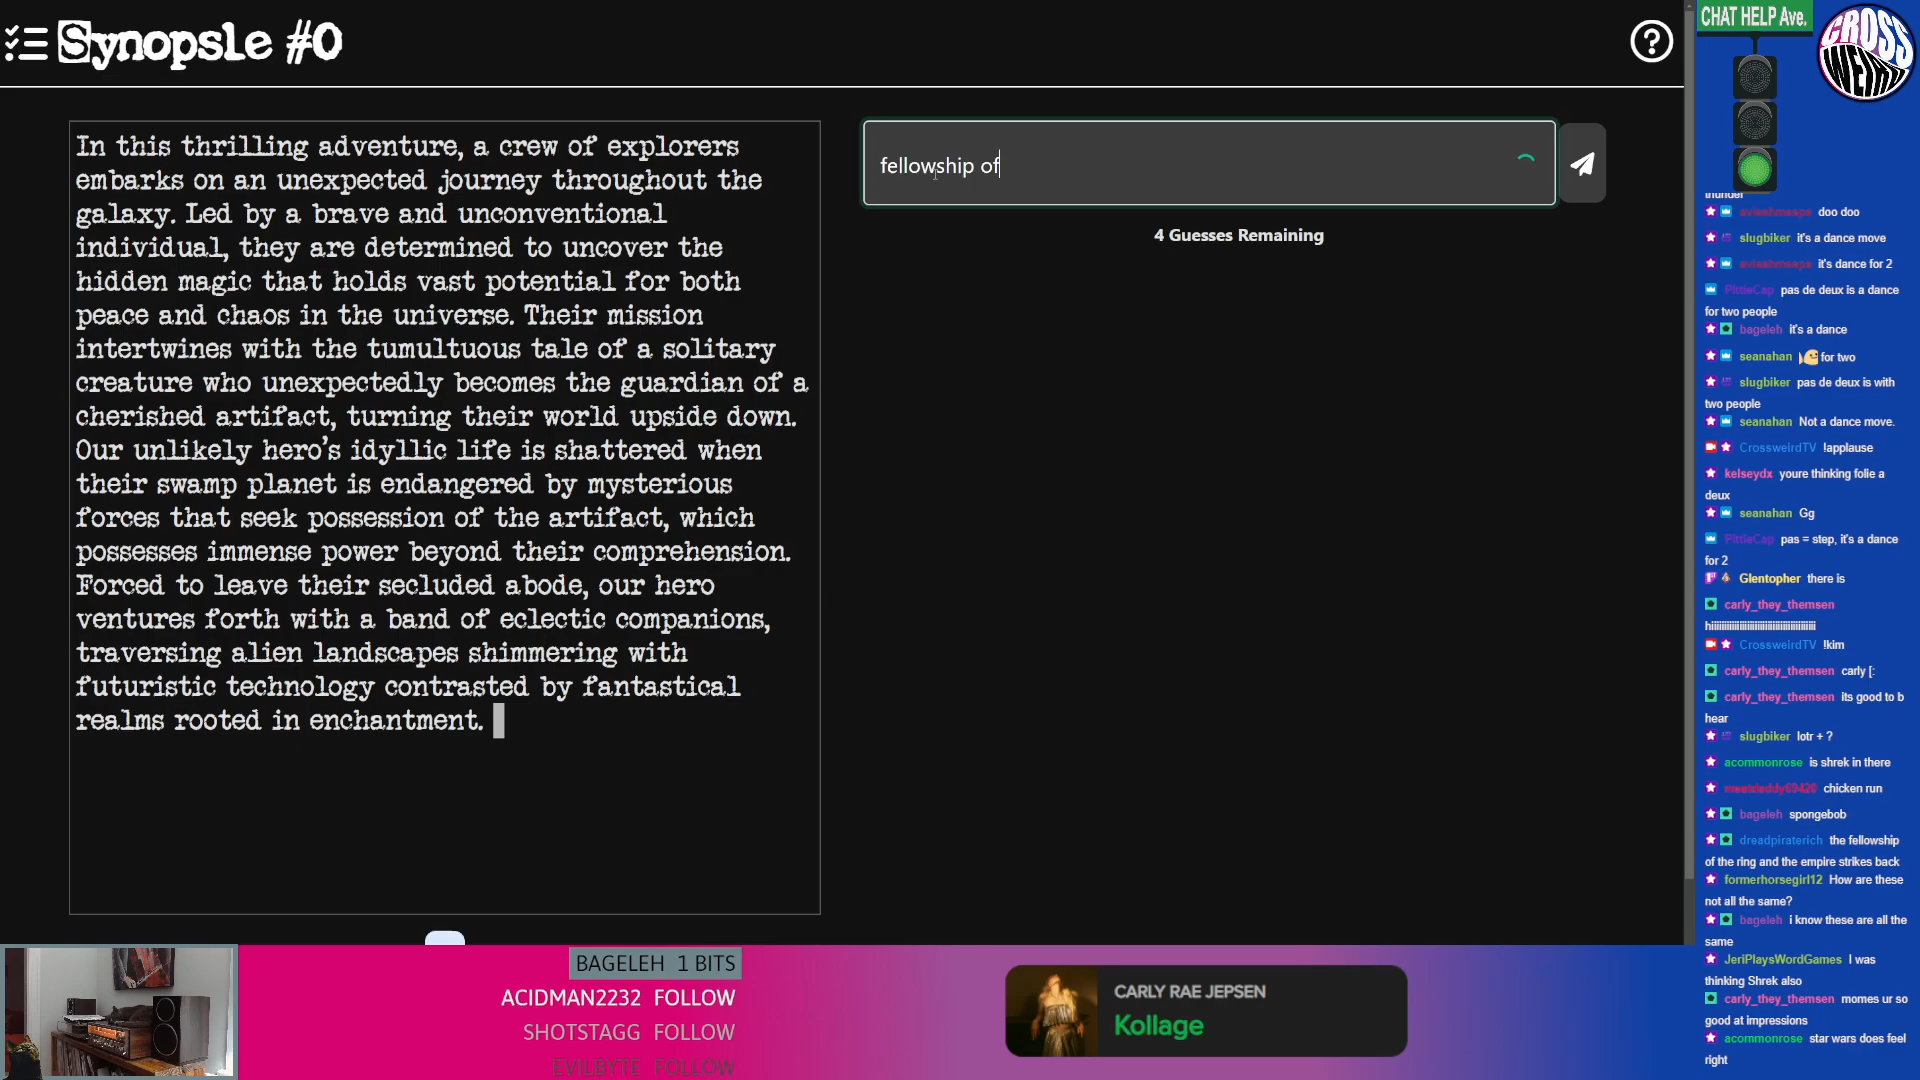 Synopsle #0
?
In this thrilling adventure, a crew of explorers
embarks on an unexpected journey throughout the
galaxy. Led by a brave and unconventional
individual, they are determined to uncover the
hidden magic that holds vast potential for both
peace and chaos in the universe. Their mission
intertwines with the tumultuous tale of a solitary
creature who unexpectedly becomes the guardian of a
cherished artifact, turning their world upside down.
Our unlikely hero's idyllic life is shattered when
their swamp planet is endangered by mysterious
forces that seek possession of the artifact, which
possesses immense power beyond their comprehension.
Forced to leave their secluded abode, our hero
ventures forth with a band of eclectic companions,
traversing alien landscapes shimmering with
futuristic technology contrasted by fantastical
realms rooted in enchantment.
fellowship of
4 Guesses Remaining
CHAT HELP Ave.
CROSS
WEIRD
thunder
doo doo
slugbiker it's a dance move
it's dance for 2
PittieCap pas de deux is a dance
for two people
bageleh it's a dance
seanahan for two
slugbiker pas de deux is with
two people
seanahan Not a dance move.
CrossweirdTV !applause
kelseydx youre thinking folie a
deux
seanahan Gg
PittieCap pas = step, it's a dance
for 2
Glentopher there is
carly_they_themsen
CrossweirdTV !kim
carly_they_themsen carly [:
carly_they_themsen its good to b
hear
slugbiker lotr + ?
acommonrose is shrek in there
chicken run
bageleh spongebob
dreadpiraterich the fellowship
of the ring and the empire strikes back
formerhorsegirl12 How are these
not all the same?
bageleh i know these are all the
same
JeriPlaysWordGames I was
thinking Shrek also
carly_they_themsen momes ur so
good at impressions
acommonrose star wars does feel
right
BAGELEH 1 BITS
ACIDMAN2232 FOLLOW
SHOTSTAGG FOLLOW
EVILBYTE FOLLOW
CARLY RAE JEPSEN
Kollage